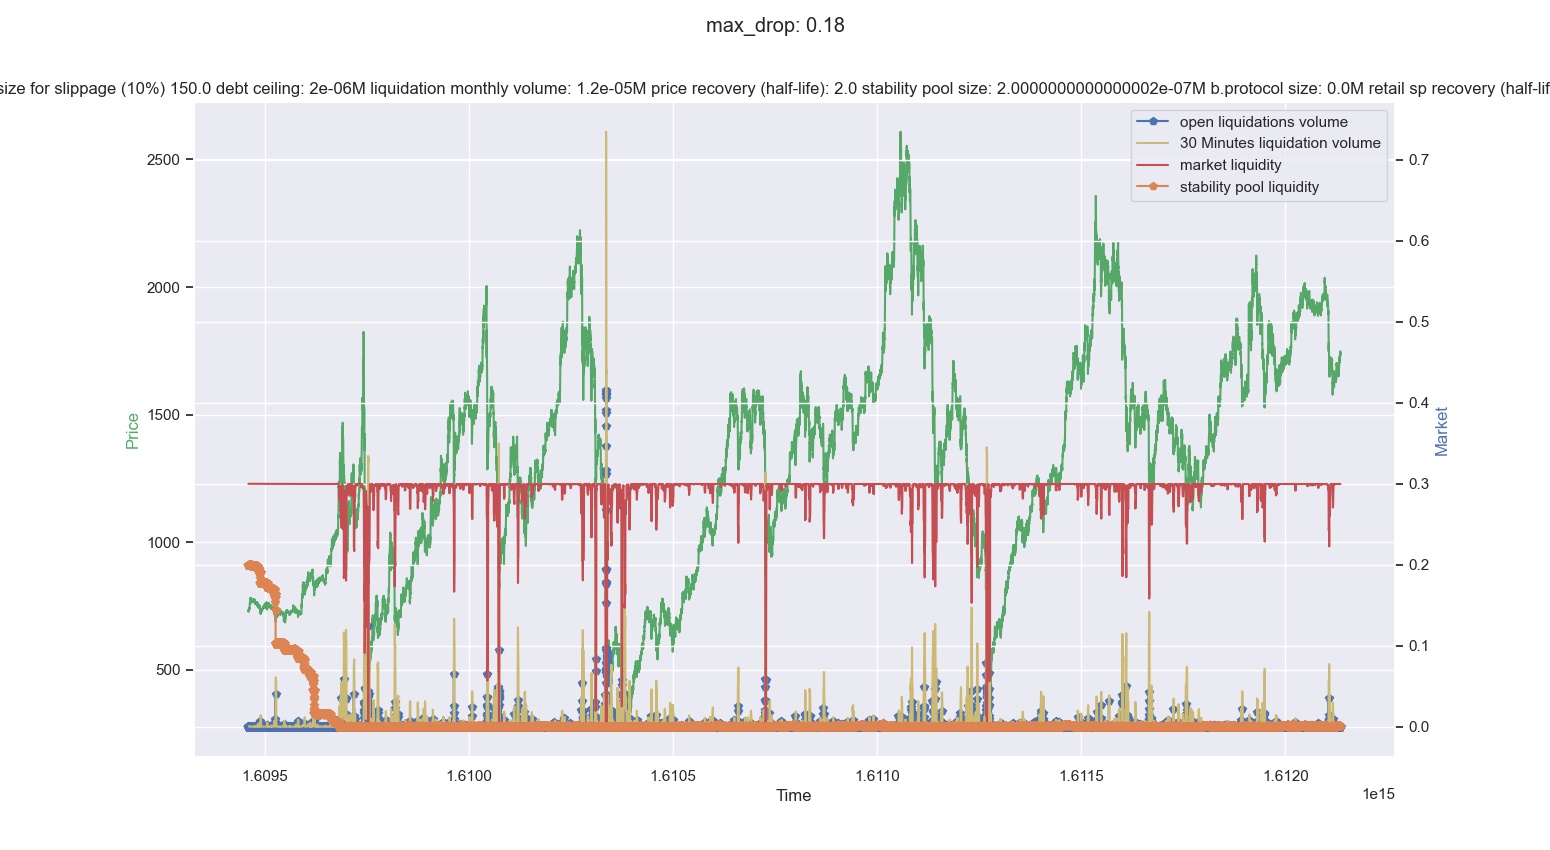 max_drop: 0.18
size for slippage (10%) 150.0 debt ceiling: 2e-06M liquidation monthly volume: 1.2e-05M price recovery (half-life): 2.0 stability pool size: 2.0000000000000002e-07M b.protocol size: 0.0M retail sp recovery (half-lif
open liquidations volume
30 Minutes liquidation volume
market liquidity
stability pool liquidity
2500
2000
1500
1000
500
Price
0.7
0.6
0.5
0.4
0.3
0.2
0.1
0.0
Market
1.6095
1.6100
1.6105
1.6110
1.6115
1.6120
1e15
Time